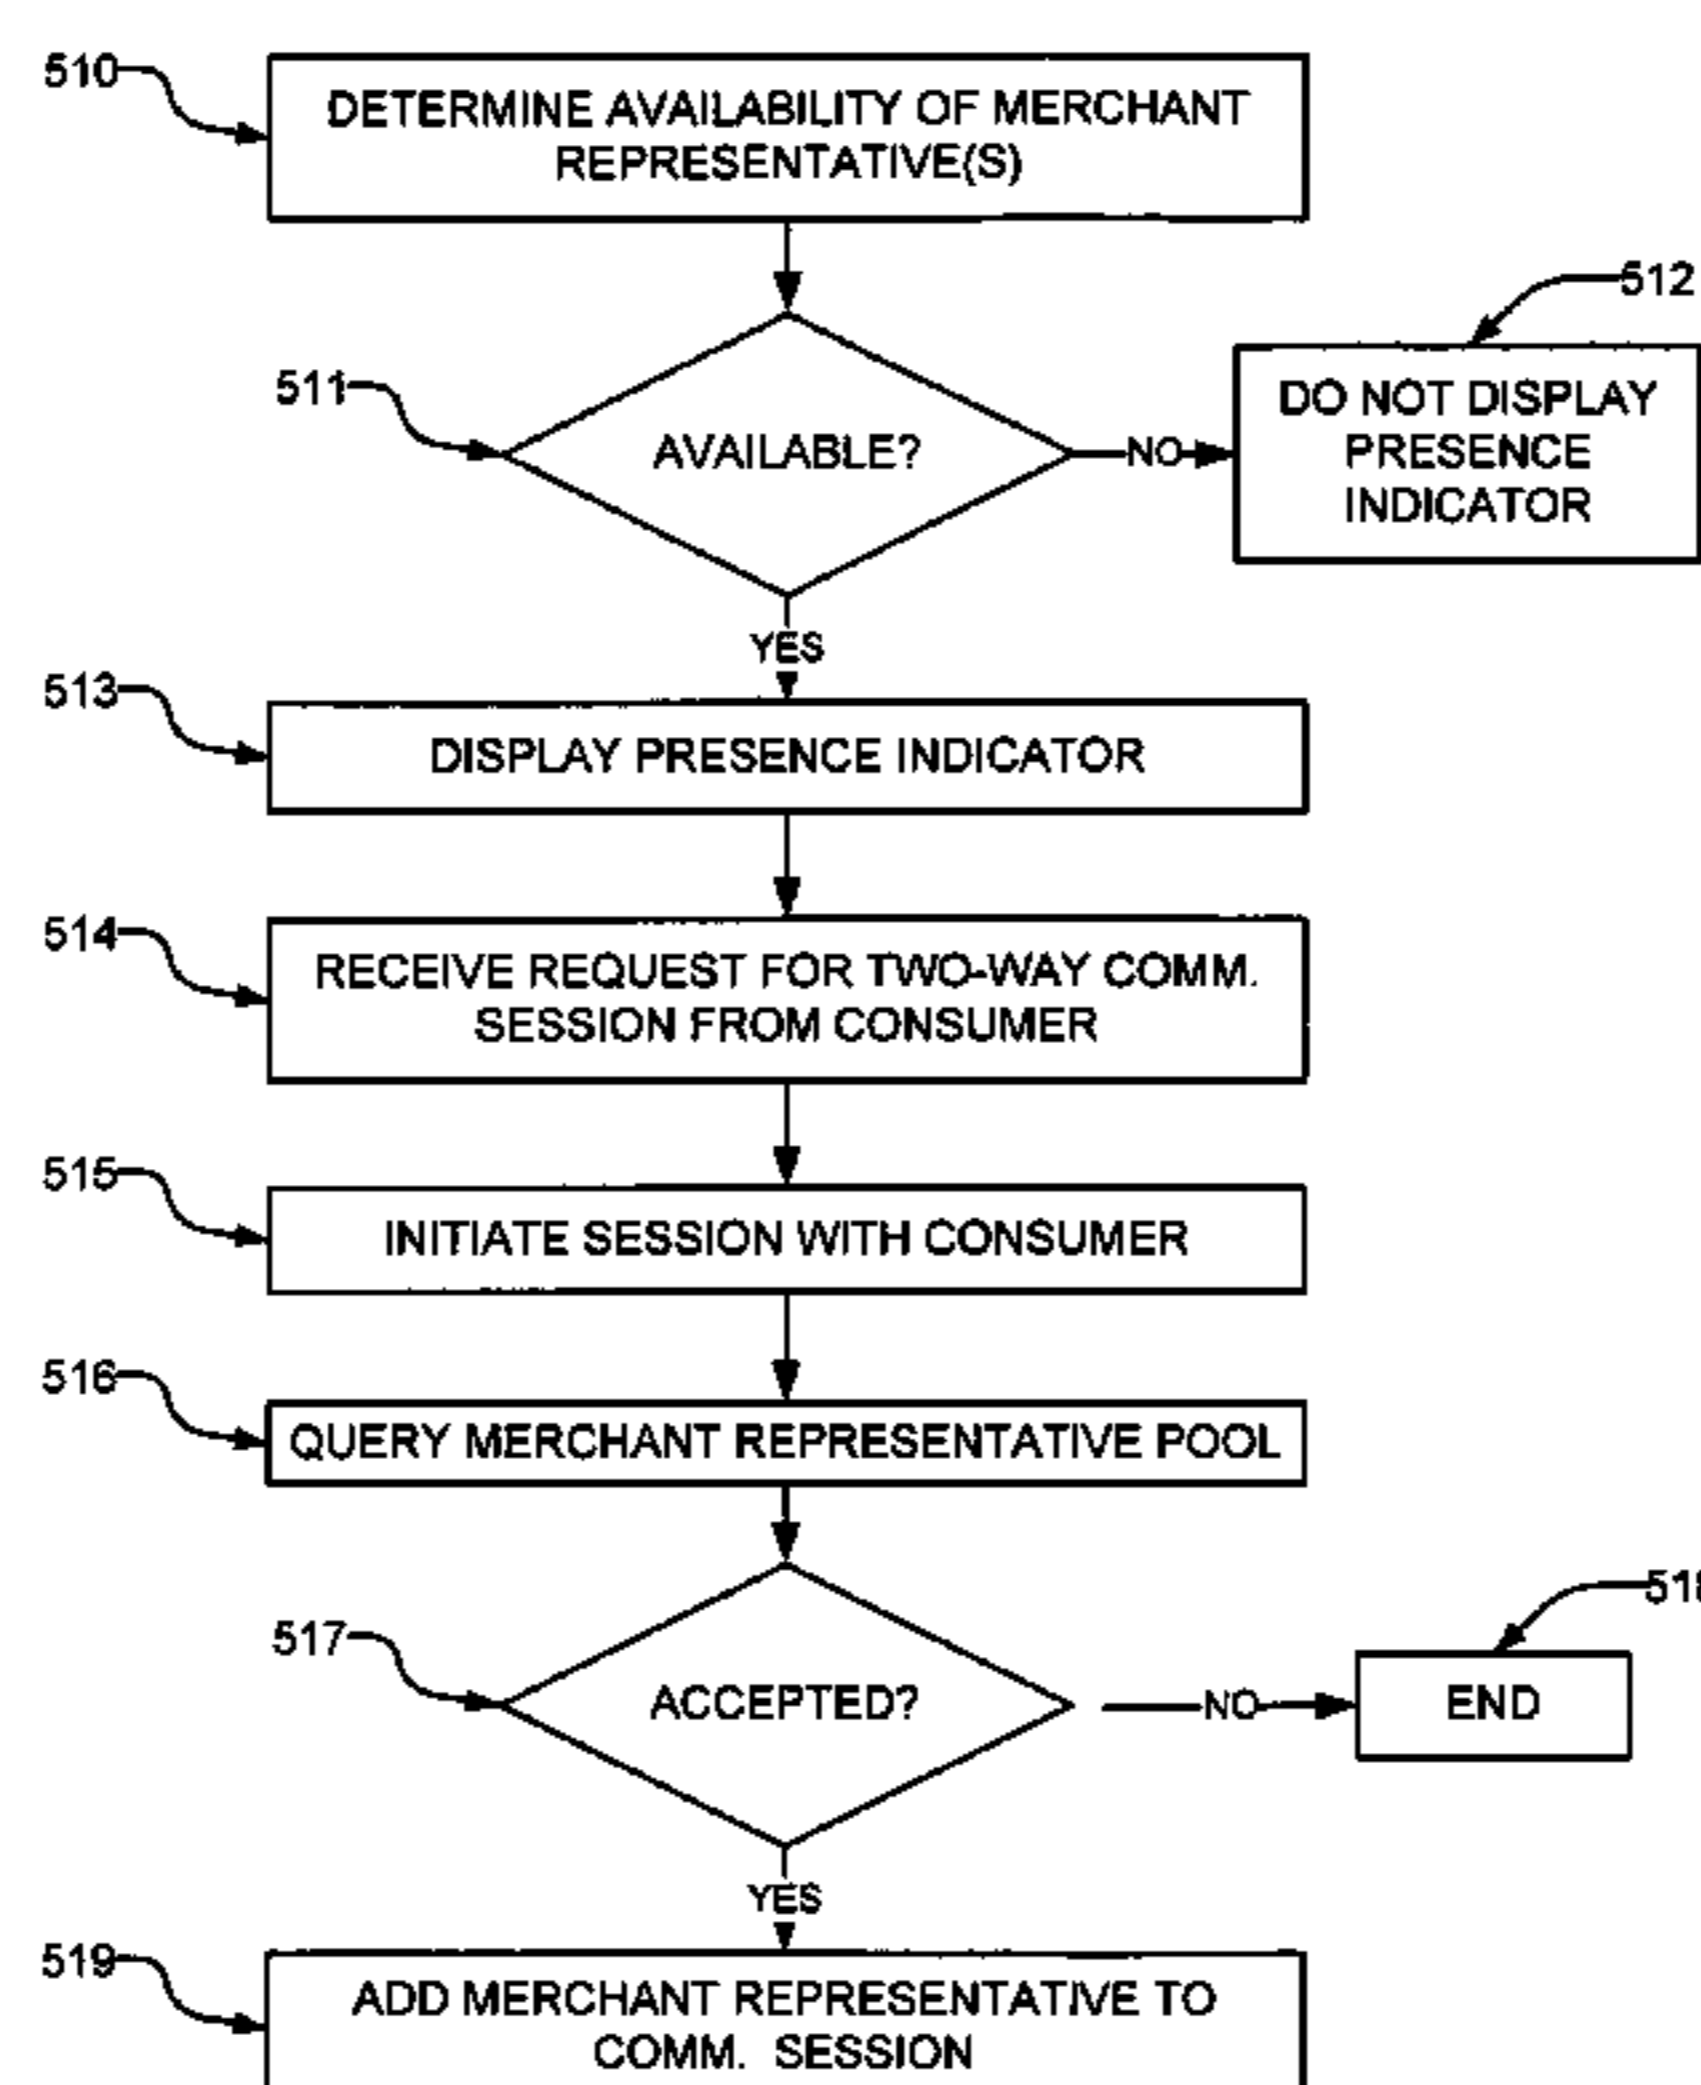 510
DETERMINE AVAILABILITY OF MERCHANT
REPRESENTATIVE(S)
512
511
AVAILABLE?
NO
DO NOT DISPLAY
PRESENCE
INDICATOR
YES
513
DISPLAY PRESENCE INDICATOR
514
RECEIVE REQUEST FOR TWO-WAY COMM.
SESSION FROM CONSUMER
515
INITIATE SESSION WITH CONSUMER
516
QUERY MERCHANT REPRESENTATIVE POOL
518
517
ACCEPTED?
NO
END
YES
519
ADD MERCHANT REPRESENTATIVE TO
COMM. SESSION